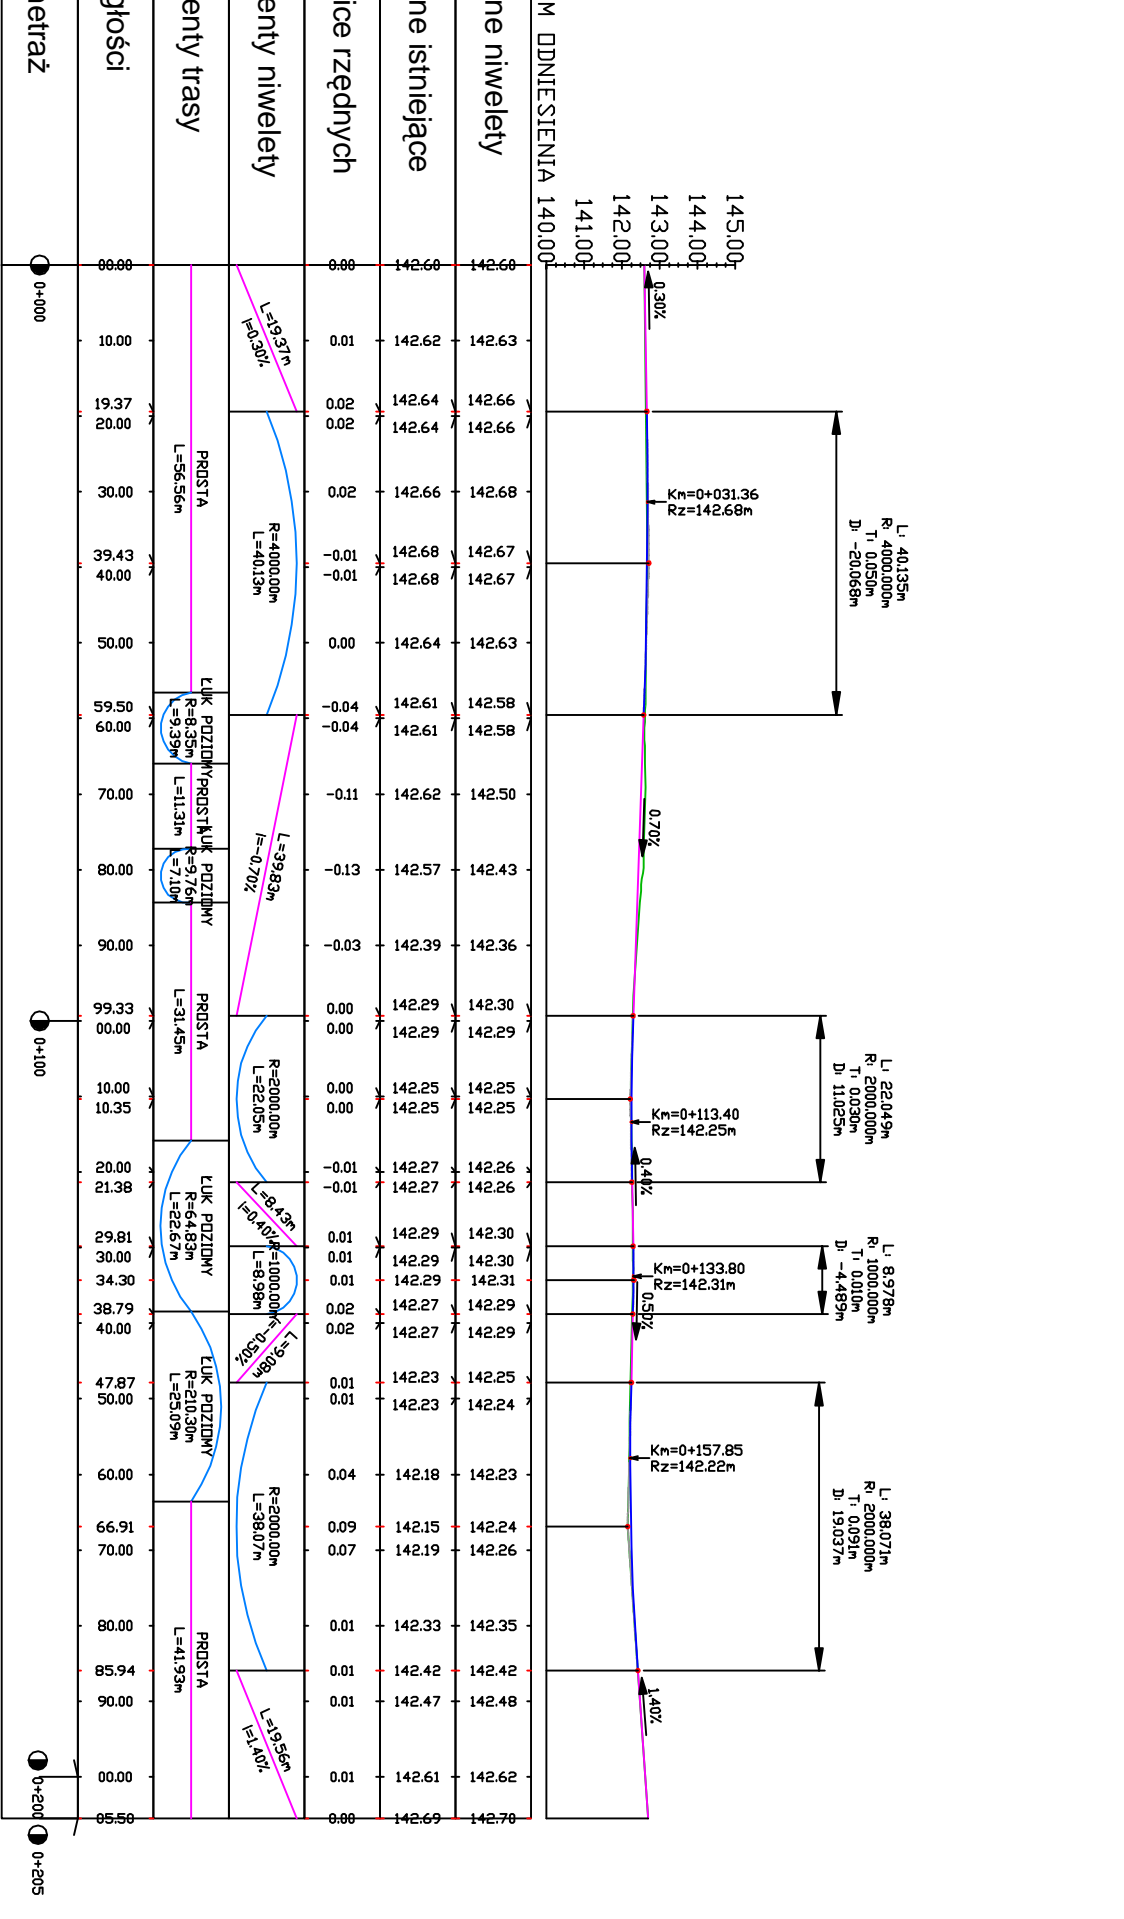 M ODNIESIENIA 140.00
141.00
142.00
143.00
144.00
145.00
0.30%
0.70%
0.40%
0.50%
1.40%
L: 40.135m
R: 4000.000m
T: 0.050m
D: -20.068m
Km=0+031.36
Rz=142.68m
L: 22.049m
R: 2000.000m
T: 0.030m
D: 11.025m
Km=0+113.40
Rz=142.25m
L: 8.978m
R: 1000.000m
T: 0.010m
D: -4.489m
Km=0+133.80
Rz=142.31m
L: 38.071m
R: 2000.000m
T: 0.091m
D: 19.037m
Km=0+157.85
Rz=142.22m
ne niwelety
142.60 142.63 142.66 142.66 142.68 142.67 142.67 142.63 142.58 142.58 142.50 142.43 142.36 142.30 142.29 142.25 142.25 142.26 142.26 142.30 142.30 142.31 142.29 142.29 142.25 142.24 142.23 142.24 142.26 142.35 142.42 142.48 142.62 142.70
ne istniejące
142.60 142.62 142.64 142.64 142.66 142.68 142.68 142.64 142.61 142.61 142.62 142.57 142.39 142.29 142.29 142.25 142.25 142.27 142.27 142.29 142.29 142.29 142.27 142.27 142.23 142.23 142.18 142.15 142.19 142.33 142.42 142.47 142.61 142.69
ice rzędnych
0.00 0.01 0.02 0.02 0.02 -0.01 -0.01 0.00 -0.04 -0.04 -0.11 -0.13 -0.03 0.00 0.00 0.00 0.00 -0.01 -0.01 0.01 0.01 0.01 0.02 0.02 0.01 0.01 0.04 0.09 0.07 0.01 0.01 0.01 0.01 0.00
enty niwelety
L=19.37m
i=0.30%
R=4000.00m
L=40.13m
L=39.83m
i=-0.70%
R=2000.00m
L=22.05m
L=8.43m
i=0.40%
R=1000.00m
L=8.98m
L=9.08m
i=-0.50%
R=2000.00m
L=38.07m
L=19.56m
i=1.40%
enty trasy
PROSTA
L=56.56m
ŁUK POZIOMY
R=8.35m
L=9.39m
PROSTA
L=11.31m
ŁUK POZIOMY
R=9.76m
L=7.10m
PROSTA
L=31.45m
ŁUK POZIOMY
R=64.83m
L=22.67m
ŁUK POZIOMY
R=210.30m
L=25.09m
PROSTA
L=41.93m
głości
00.00 10.00 19.37 20.00 30.00 39.43 40.00 50.00 59.50 60.00 70.00 80.00 90.00 99.33 00.00 10.00 10.35 20.00 21.38 29.81 30.00 34.30 38.79 40.00 47.87 50.00 60.00 66.91 70.00 80.00 85.94 90.00 00.00 05.50
netraż
0+000 0+100 0+200 0+205